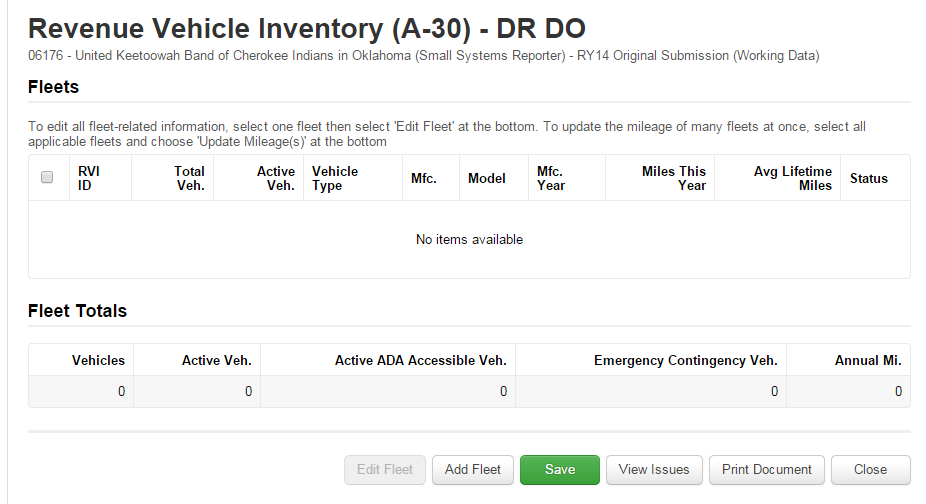 Revenue Vehicle Inventory (A-30) - DR DO
06176 - United Keetoowah Band of Cherokee Indians in Oklahoma (Small Systems Reporter) - RY14 Original Submission (Working Data)
Fleets
To edit all fleet-related information, select one fleet then select 'Edit Fleet' at the bottom. To update the mileage of many fleets at once, select all
applicable fleets and choose 'Update Mileage(s)' at the bottom
RVI ID Total Veh. Active Veh. Vehicle Type Mfc. Model Mfc. Year Miles This Year Avg Lifetime Miles Status
No items available
Fleet Totals
Vehicles Active Veh. Active ADA Accessible Veh. Emergency Contingency Veh. Annual Mi.
0 0 0 0 0
Edit Fleet Add Fleet Save View Issues Print Document Close